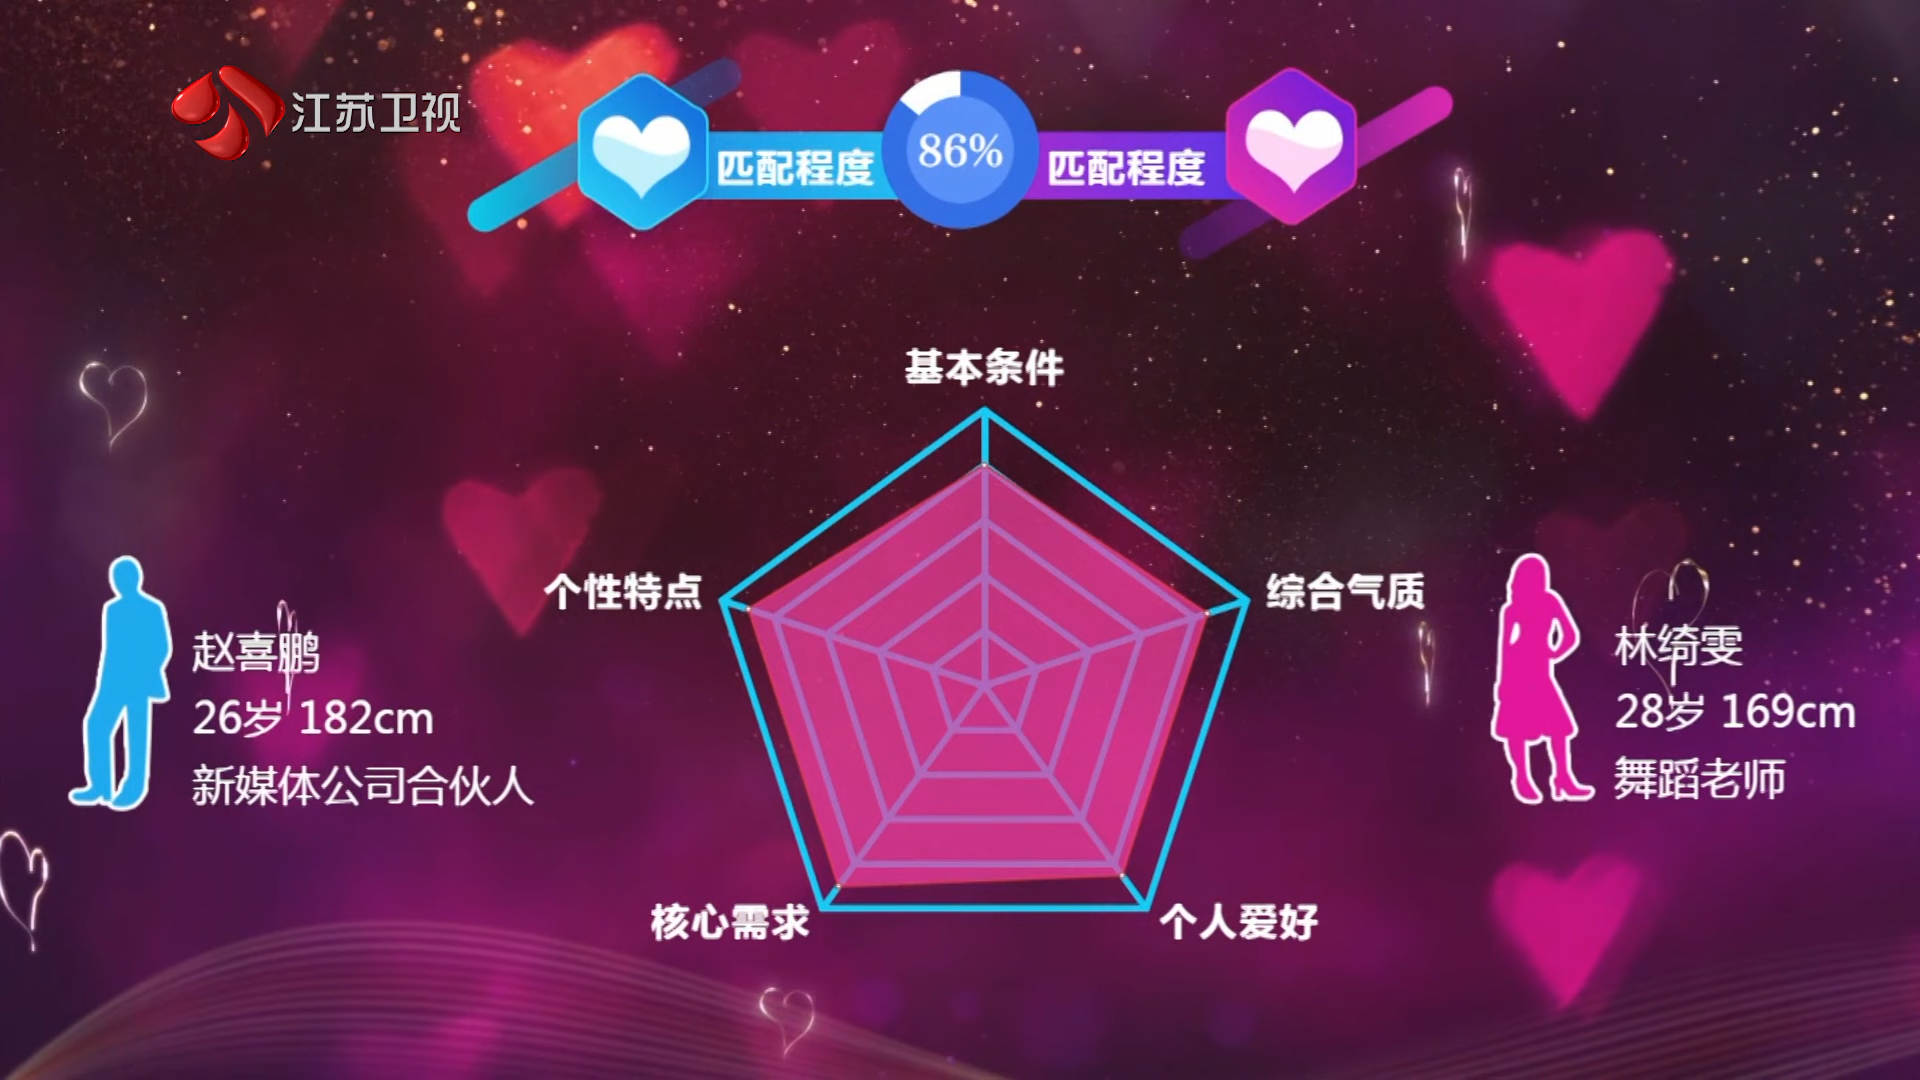 江苏卫视
匹配程度
86%
匹配程度
基本条件
个性特点
综合气质
赵喜鹏
26岁 182cm
新媒体公司合伙人
林绮雯
28岁 169cm
舞蹈老师
核心需求
个人爱好